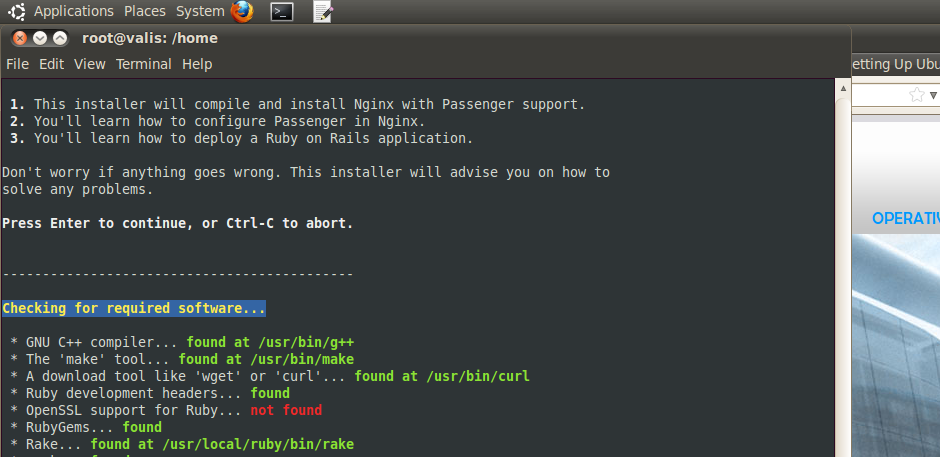 Applications Places System
root@valis: /home
File Edit View Terminal Help
etting Up Ubu
1. This installer will compile and install Nginx with Passenger support.
2. You'll learn how to configure Passenger in Nginx.
3. You'll learn how to deploy a Ruby on Rails application.
Don't worry if anything goes wrong. This installer will advise you on how to
solve any problems.
Press Enter to continue, or Ctrl-C to abort.
OPERATIV
--------------------------------------------
Checking for required software...
* GNU C++ compiler... found at /usr/bin/g++
* The 'make' tool... found at /usr/bin/make
* A download tool like 'wget' or 'curl'... found at /usr/bin/curl
* Ruby development headers... found
* OpenSSL support for Ruby... not found
* RubyGems... found
* Rake... found at /usr/local/ruby/bin/rake